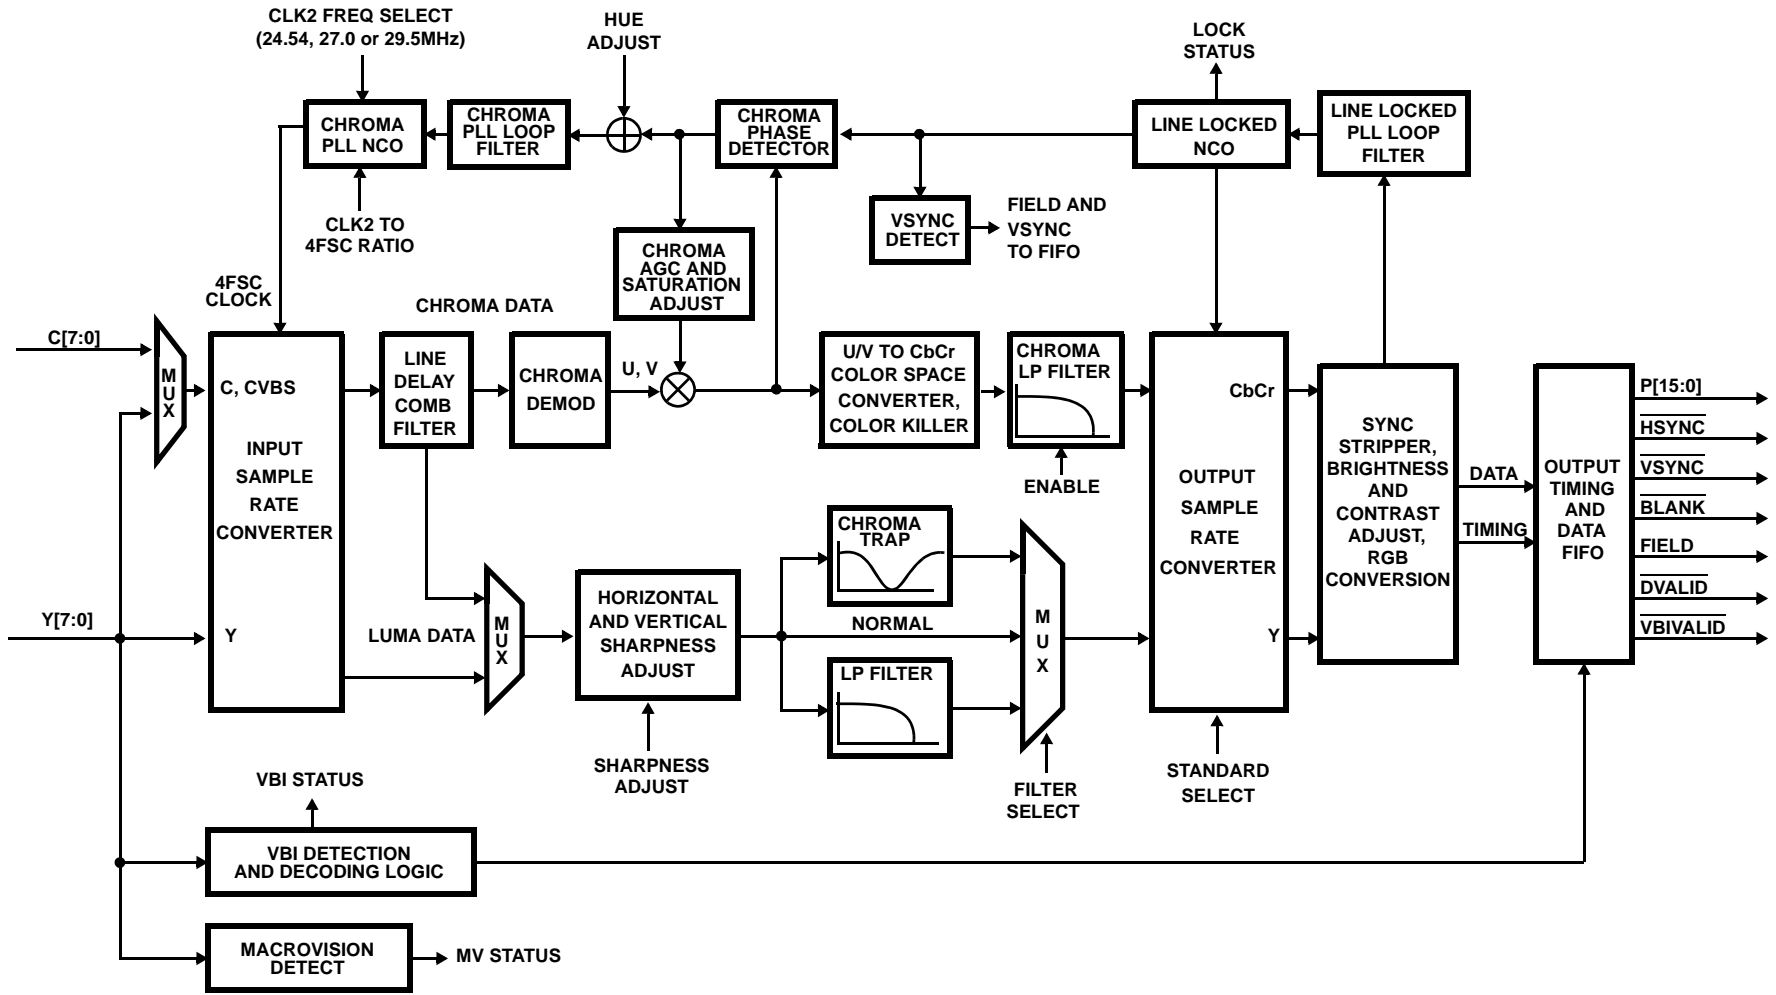 CLK2 FREQ SELECT
(24.54, 27.0 or 29.5MHz)
HUE
ADJUST
LOCK
STATUS
CHROMA
PLL NCO
CHROMA
PLL LOOP
FILTER
CHROMA
PHASE
DETECTOR
LINE LOCKED
NCO
LINE LOCKED
PLL LOOP
FILTER
CLK2 TO
4FSC RATIO
VSYNC
DETECT
FIELD AND
VSYNC
TO FIFO
CHROMA
AGC AND
SATURATION
ADJUST
4FSC
CLOCK
CHROMA DATA
C[7:0]
MUX
C, CVBS
INPUT
SAMPLE
RATE
CONVERTER
Y
LINE
DELAY
COMB
FILTER
CHROMA
DEMOD
U, V
U/V TO CbCr
COLOR SPACE
CONVERTER,
COLOR KILLER
CHROMA
LP FILTER
ENABLE
CbCr
OUTPUT
SAMPLE
RATE
CONVERTER
Y
SYNC
STRIPPER,
BRIGHTNESS
AND
CONTRAST
ADJUST,
RGB
CONVERSION
DATA
TIMING
OUTPUT
TIMING
AND
DATA
FIFO
P[15:0]
HSYNC
VSYNC
BLANK
FIELD
DVALID
VBIVALID
Y[7:0]
LUMA DATA
MUX
HORIZONTAL
AND VERTICAL
SHARPNESS
ADJUST
CHROMA
TRAP
NORMAL
LP FILTER
MUX
SHARPNESS
ADJUST
FILTER
SELECT
STANDARD
SELECT
VBI STATUS
VBI DETECTION
AND DECODING LOGIC
MACROVISION
DETECT
MV STATUS